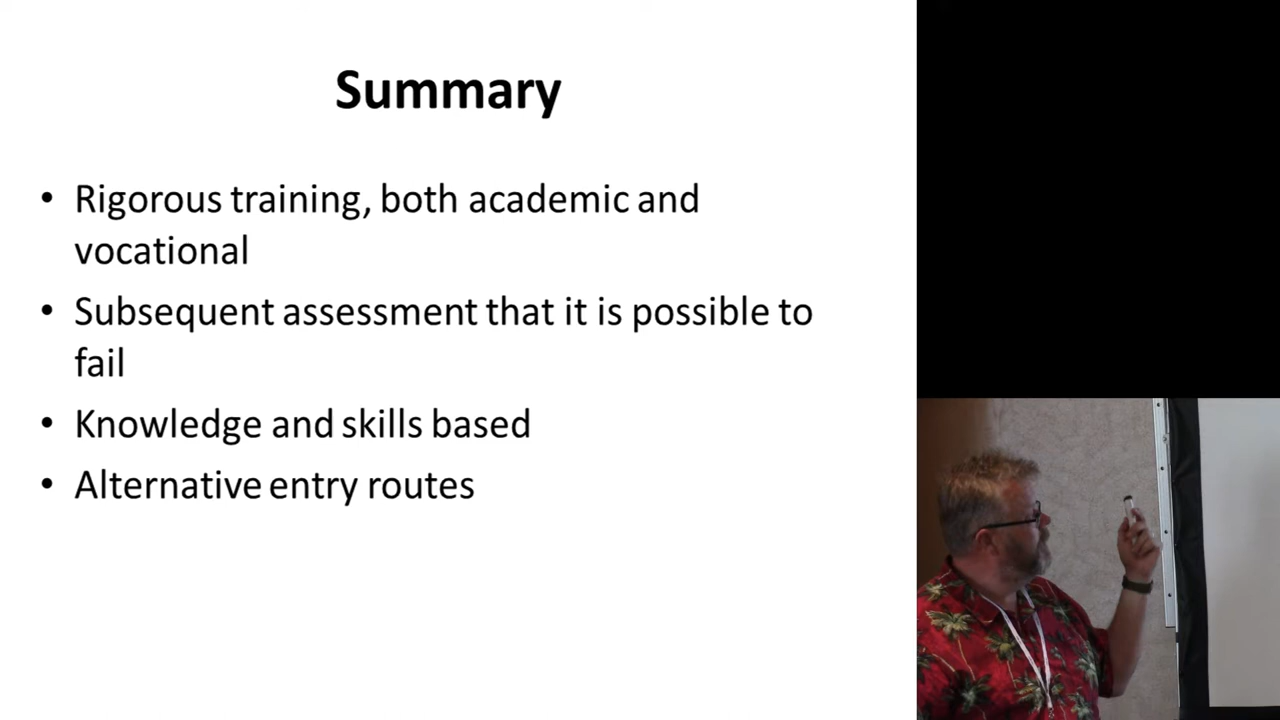 Summary
• Rigorous training, both academic and
vocational
• Subsequent assessment that it is possible to
fail
• Knowledge and skills based
• Alternative entry routes